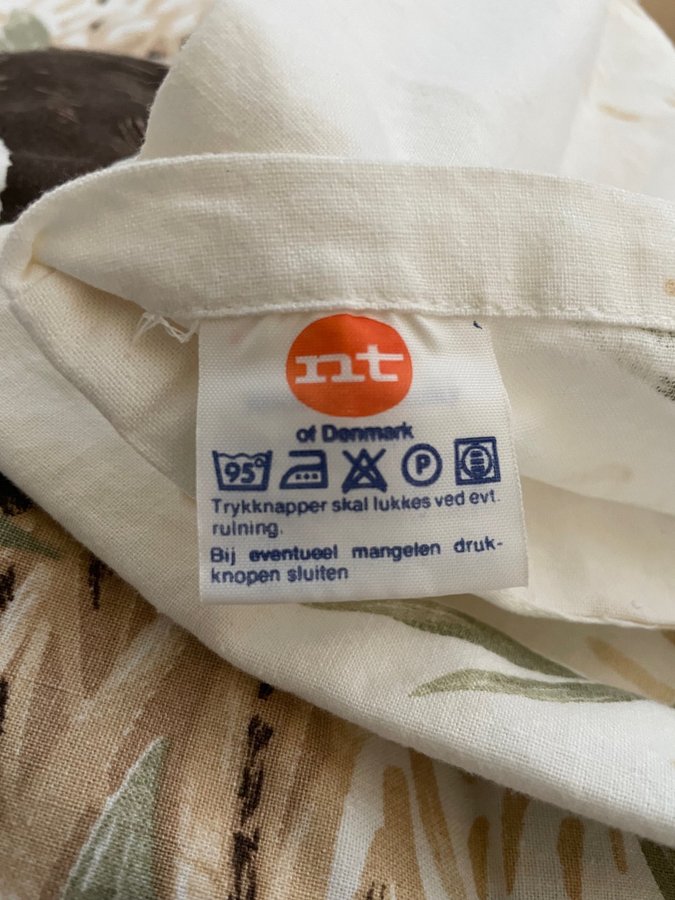 nt
of Denmark
95°
P
Trykknapper skal lukkes ved evt.
rulning.
Bij eventueel mangelen druk-
knopen sluiten